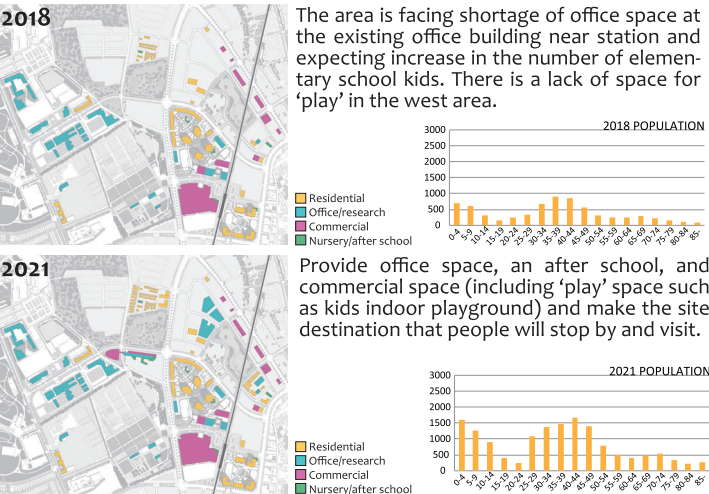 2018
The area is facing shortage of office space at
the existing office building near station and
expecting increase in the number of elemen-
tary school kids. There is a lack of space for
‘play’ in the west area.
2018 POPULATION
3000
2500
2000
1500
1000
500
0
0-4 5-9 10-14 15-19 20-24 25-29 30-34 35-39 40-44 45-49 50-54 55-59 60-64 65-69 70-74 75-79 80-84 85-
Residential
Office/research
Commercial
Nursery/after school
2021
Provide office space, an after school, and
commercial space (including ‘play’ space such
as kids indoor playground) and make the site
destination that people will stop by and visit.
2021 POPULATION
3000
2500
2000
1500
1000
500
0
0-4 5-9 10-14 15-19 20-24 25-29 30-34 35-39 40-44 45-49 50-54 55-59 60-64 65-69 70-74 75-79 80-84 85-
Residential
Office/research
Commercial
Nursery/after school